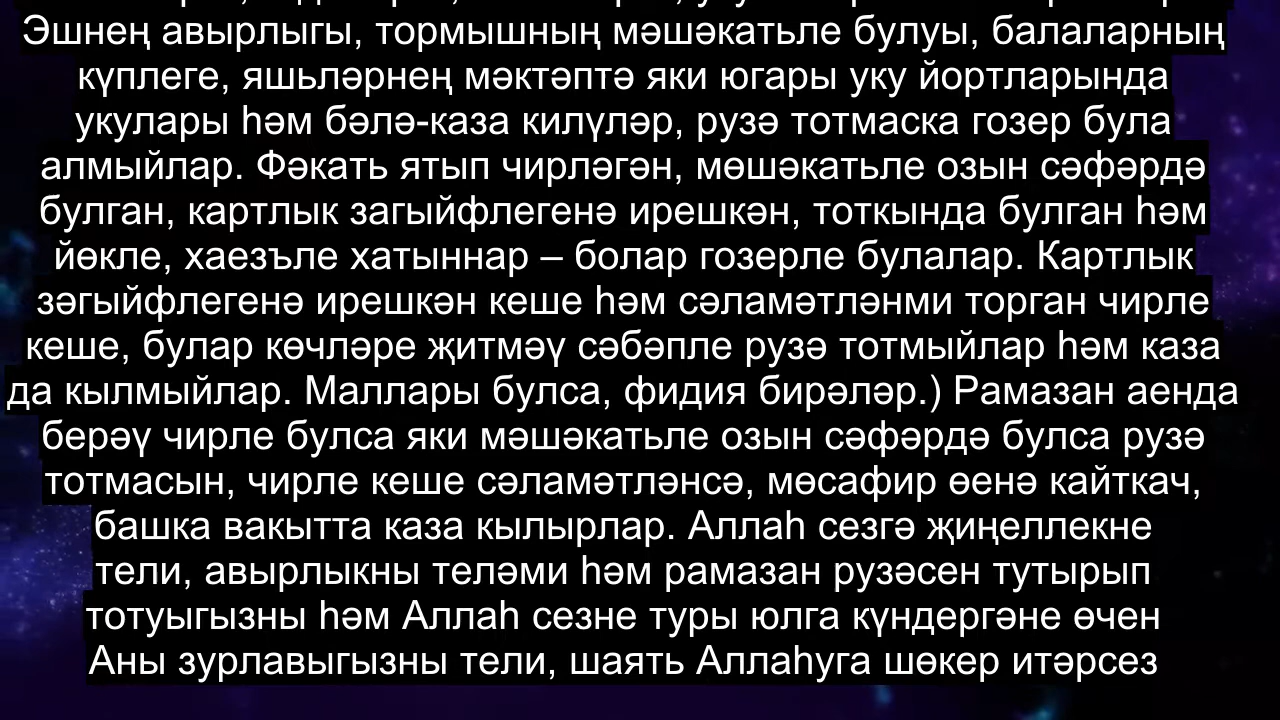 Эшнең авырлыгы, тормышның мәшәкатьле булуы, балаларның
күплеге, яшьләрнең мәктәптә яки югары уку йортларында
укулары һәм бәлә-каза килүләр, рузә тотмаска гозер була
алмыйлар. Фәкать ятып чирләгән, мөшәкатьле озын сәфәрдә
булган, картлык загыйфлегенә ирешкән, тоткында булган һәм
йөкле, хаезъле хатыннар – болар гозерле булалар. Картлык
зәгыйфлегенә ирешкән кеше һәм сәламәтләнми торган чирле
кеше, булар көчләре җитмәү сәбәпле рузә тотмыйлар һәм каза
да кылмыйлар. Маллары булса, фидия бирәләр.) Рамазан аенда
берәү чирле булса яки мәшәкатьле озын сәфәрдә булса рузә
тотмасын, чирле кеше сәламәтләнсә, мөсафир өенә кайткач,
башка вакытта каза кылырлар. Аллаһ сезгә җиңеллекне
тели, авырлыкны теләми һәм рамазан рузәсен тутырып
тотуыгызны һәм Аллаһ сезне туры юлга күндергәне өчен
Аны зурлавыгызны тели, шаять Аллаһуга шөкер итәрсез